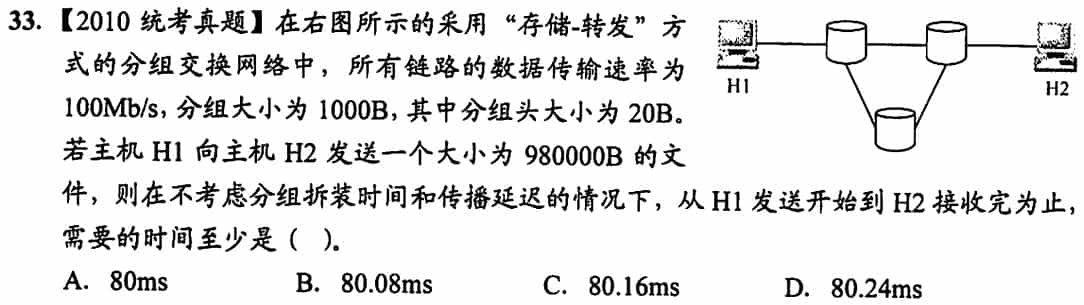 33.【2010 统考真题】在右图所示的采用“存储-转发”方
式的分组交换网络中，所有链路的数据传输速率为
100Mb/s，分组大小为 1000B，其中分组头大小为 20B。
若主机 H1 向主机 H2 发送一个大小为 980000B 的文
件，则在不考虑分组拆装时间和传播延迟的情况下，从 H1 发送开始到 H2 接收完为止，
需要的时间至少是（ ）。
A. 80ms B. 80.08ms C. 80.16ms D. 80.24ms
H1 H2